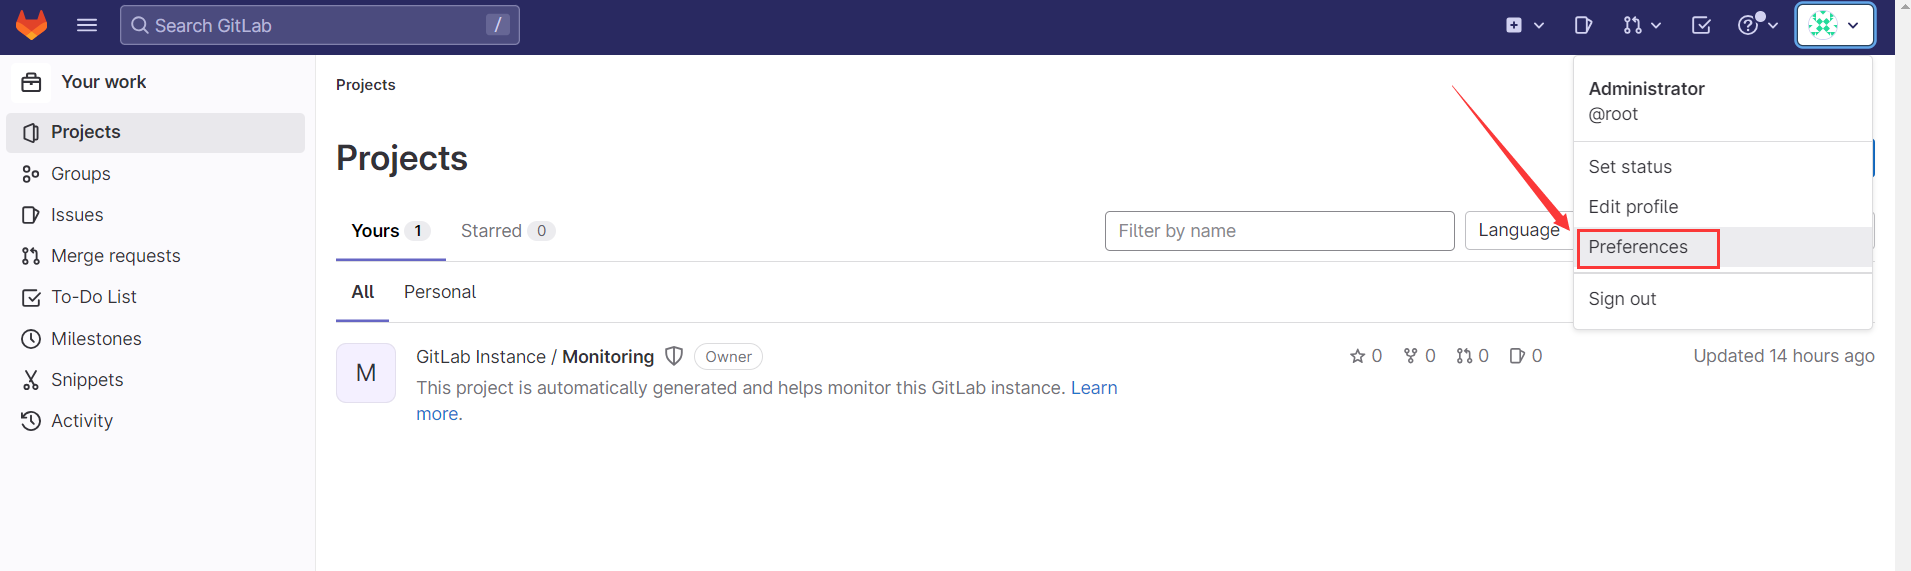 Search GitLab /
Your work
Projects
Groups
Issues
Merge requests
To-Do List
Milestones
Snippets
Activity
Projects
Projects
Yours 1 Starred 0
Filter by name
Language
All Personal
M
GitLab Instance / Monitoring Owner
This project is automatically generated and helps monitor this GitLab instance. Learn
more.
0 0 0 0
Updated 14 hours ago
Administrator
@root
Set status
Edit profile
Preferences
Sign out